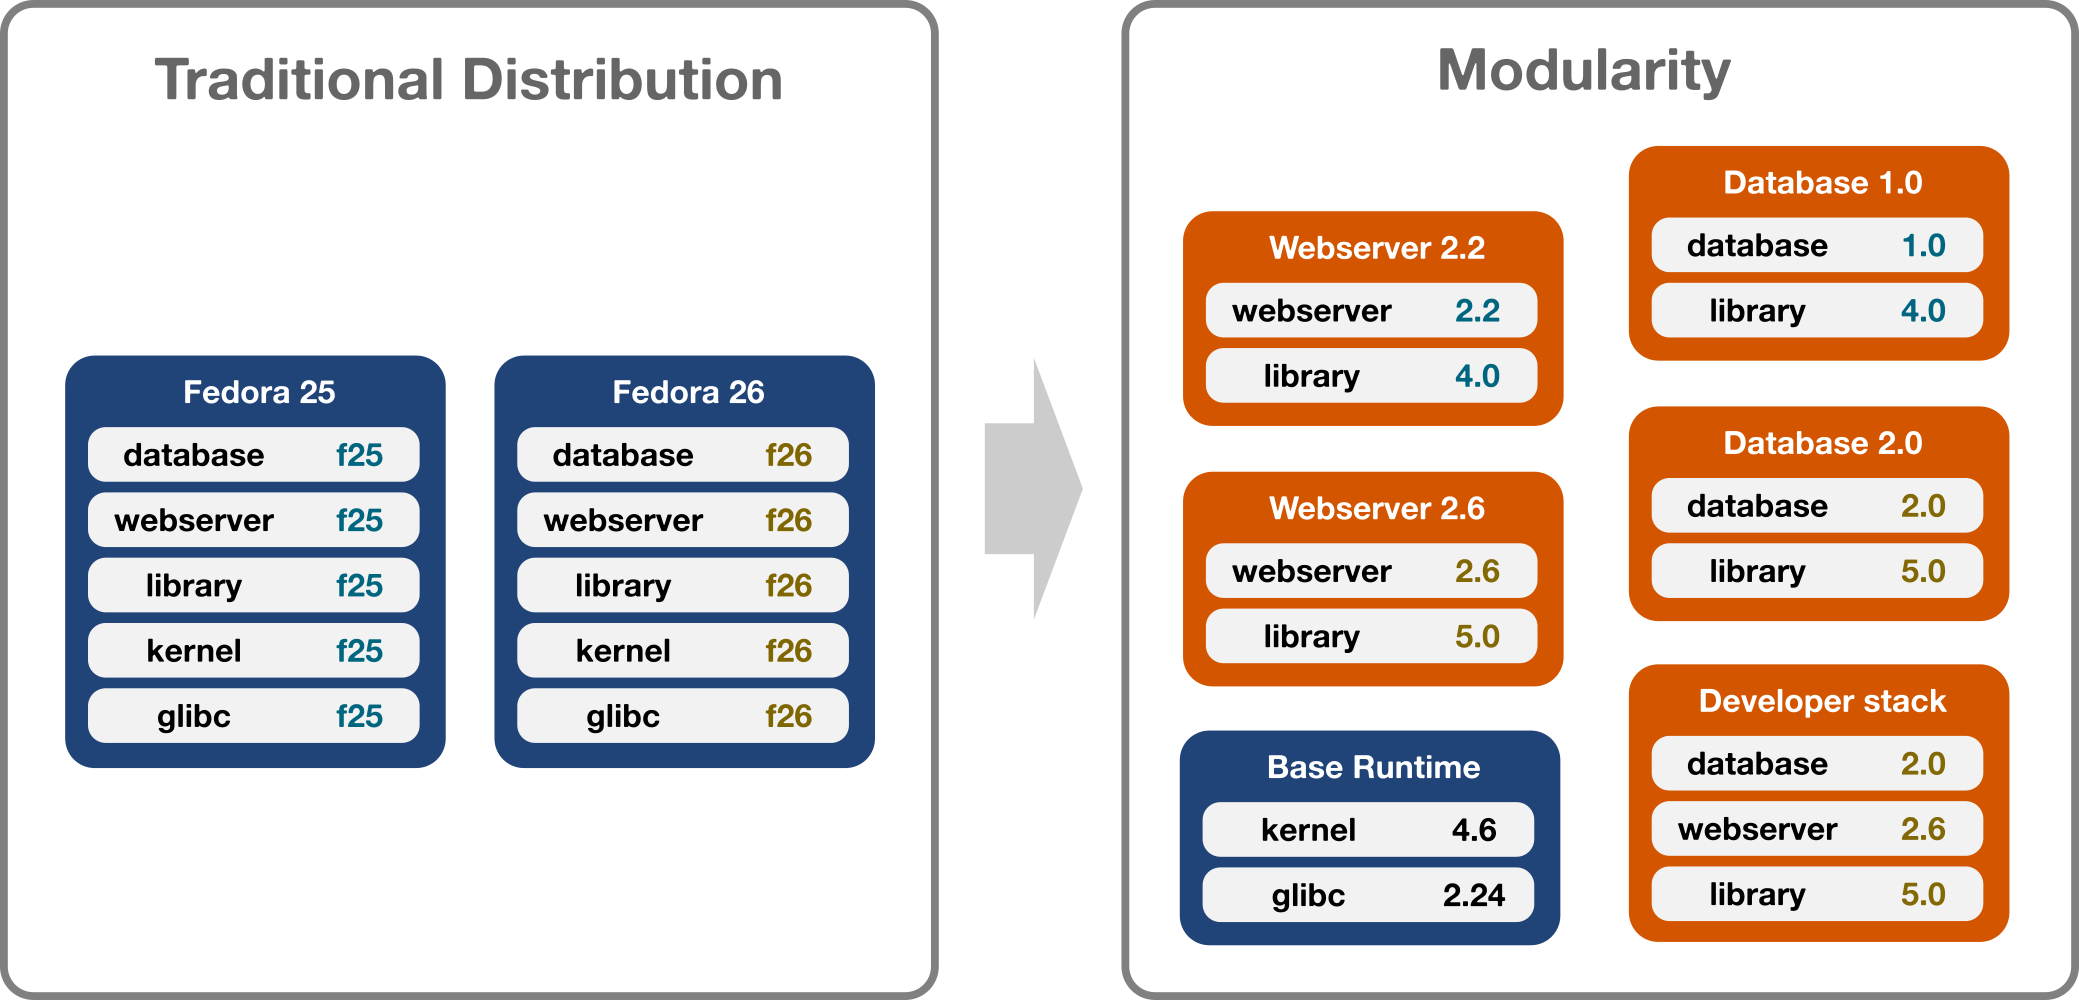 Traditional Distribution
Fedora 25
database f25
webserver f25
library f25
kernel f25
glibc f25
Fedora 26
database f26
webserver f26
library f26
kernel f26
glibc f26
Modularity
Webserver 2.2
webserver 2.2
library 4.0
Webserver 2.6
webserver 2.6
library 5.0
Base Runtime
kernel 4.6
glibc 2.24
Database 1.0
database 1.0
library 4.0
Database 2.0
database 2.0
library 5.0
Developer stack
database 2.0
webserver 2.6
library 5.0